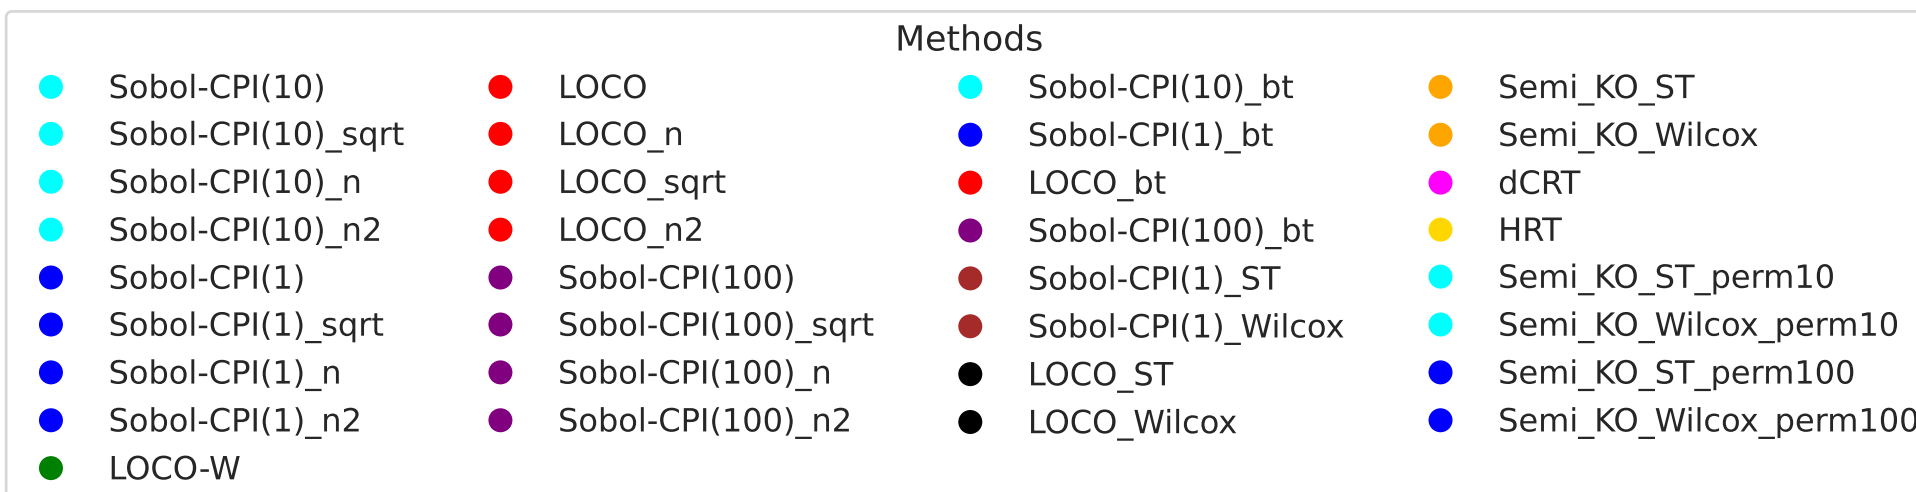 Methods
Sobol-CPI(10)
Sobol-CPI(10)_sqrt
Sobol-CPI(10)_n
Sobol-CPI(10)_n2
Sobol-CPI(1)
Sobol-CPI(1)_sqrt
Sobol-CPI(1)_n
Sobol-CPI(1)_n2
LOCO-W
LOCO
LOCO_n
LOCO_sqrt
LOCO_n2
Sobol-CPI(100)
Sobol-CPI(100)_sqrt
Sobol-CPI(100)_n
Sobol-CPI(100)_n2
Sobol-CPI(10)_bt
Sobol-CPI(1)_bt
LOCO_bt
Sobol-CPI(100)_bt
Sobol-CPI(1)_ST
Sobol-CPI(1)_Wilcox
LOCO_ST
LOCO_Wilcox
Semi_KO_ST
Semi_KO_Wilcox
dCRT
HRT
Semi_KO_ST_perm10
Semi_KO_Wilcox_perm10
Semi_KO_ST_perm100
Semi_KO_Wilcox_perm100